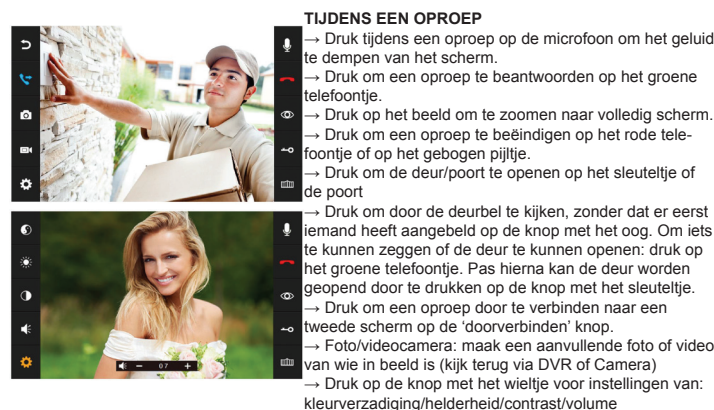 TIJDENS EEN OPROEP
→ Druk tijdens een oproep op de microfoon om het geluid
te dempen van het scherm.
→ Druk om een oproep te beantwoorden op het groene
telefoontje.
→ Druk op het beeld om te zoomen naar volledig scherm.
→ Druk om een oproep te beëindigen op het rode tele-
foontje of op het gebogen pijltje.
→ Druk om de deur/poort te openen op het sleuteltje of
de poort
→ Druk om door de deurbel te kijken, zonder dat er eerst
iemand heeft aangebeld op de knop met het oog. Om iets
te kunnen zeggen of de deur te kunnen openen: druk op
het groene telefoontje. Pas hierna kan de deur worden
geopend door te drukken op de knop met het sleuteltje.
→ Druk om een oproep door te verbinden naar een
tweede scherm op de ‘doorverbinden’ knop.
→ Foto/videocamera: maak een aanvullende foto of video
van wie in beeld is (kijk terug via DVR of Camera)
→ Druk op de knop met het wieltje voor instellingen van:
kleurverzadiging/helderheid/contrast/volume
− 07 +